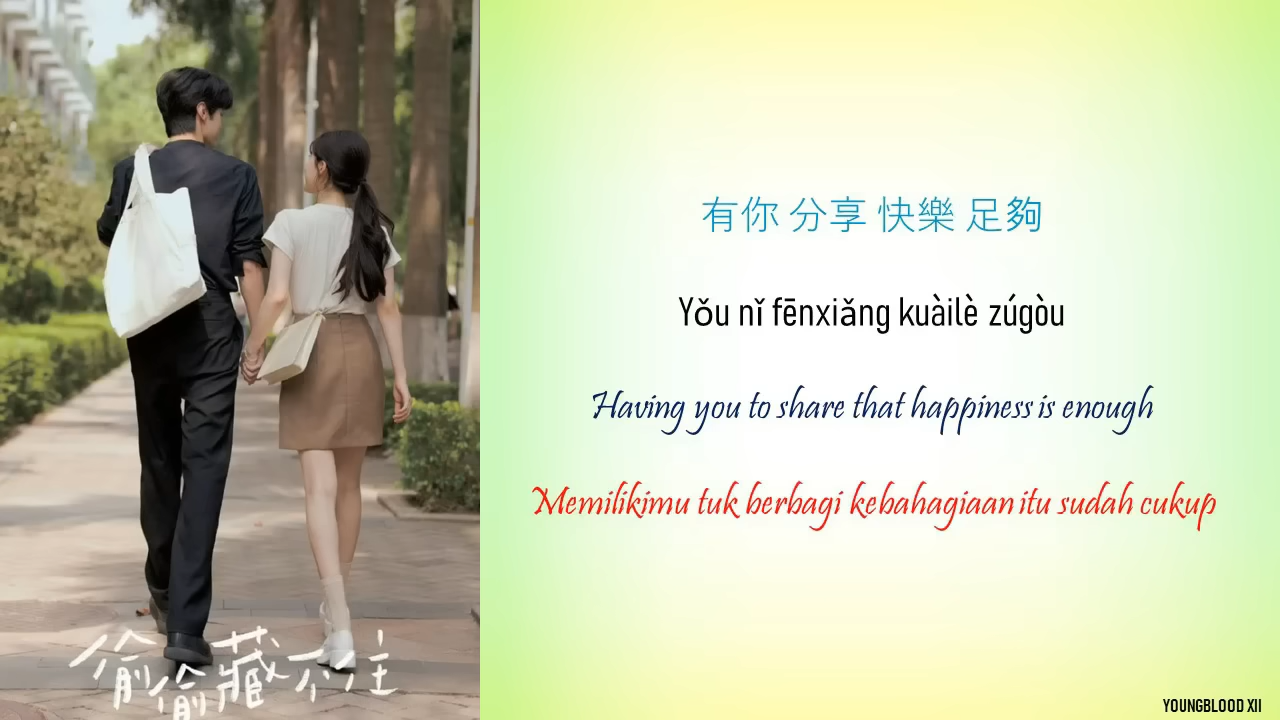 有你 分享 快樂 足夠
Yǒu nǐ fēnxiǎng kuàilè zúgòu
Having you to share that happiness is enough
Memilikimu tuk berbagi kebahagiaan itu sudah cukup
偷偷藏不住
YOUNGBLOOD XII